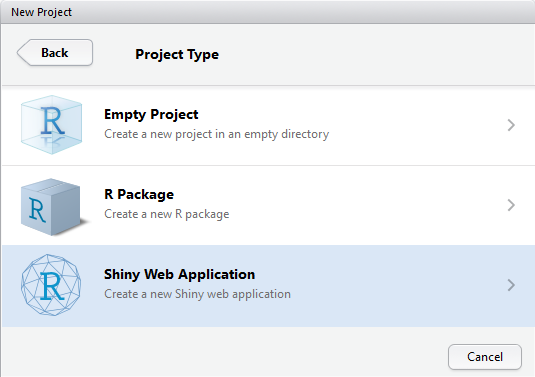 New Project
Back
Project Type
R
Empty Project
Create a new project in an empty directory
R
R Package
Create a new R package
R
Shiny Web Application
Create a new Shiny web application
Cancel